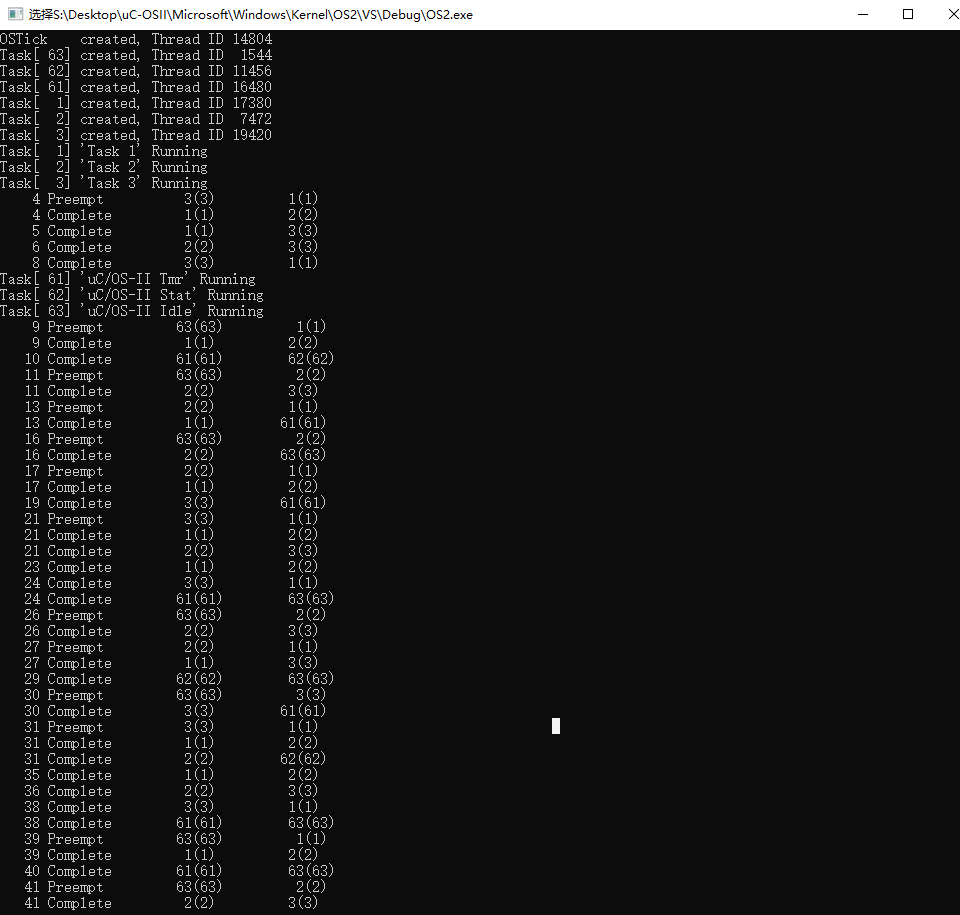 选择S:\Desktop\uC-OSII\Microsoft\Windows\Kernel\OS2\VS\Debug\OS2.exe
OSTick    created, Thread ID 14804
Task[ 63] created, Thread ID  1544
Task[ 62] created, Thread ID 11456
Task[ 61] created, Thread ID 16480
Task[  1] created, Thread ID 17380
Task[  2] created, Thread ID  7472
Task[  3] created, Thread ID 19420
Task[  1] 'Task 1' Running
Task[  2] 'Task 2' Running
Task[  3] 'Task 3' Running
    4 Preempt          3(3)         1(1)
    4 Complete         1(1)         2(2)
    5 Complete         1(1)         3(3)
    6 Complete         2(2)         3(3)
    8 Complete         3(3)         1(1)
Task[ 61] 'uC/OS-II Tmr' Running
Task[ 62] 'uC/OS-II Stat' Running
Task[ 63] 'uC/OS-II Idle' Running
    9 Preempt         63(63)         1(1)
    9 Complete         1(1)         2(2)
   10 Complete        61(61)        62(62)
   11 Preempt         63(63)         2(2)
   11 Complete         2(2)         3(3)
   13 Preempt          2(2)         1(1)
   13 Complete         1(1)        61(61)
   16 Preempt         63(63)         2(2)
   16 Complete         2(2)        63(63)
   17 Preempt          2(2)         1(1)
   17 Complete         1(1)         2(2)
   19 Complete         3(3)        61(61)
   21 Preempt          3(3)         1(1)
   21 Complete         1(1)         2(2)
   21 Complete         2(2)         3(3)
   23 Complete         1(1)         2(2)
   24 Complete         3(3)         1(1)
   24 Complete        61(61)        63(63)
   26 Preempt         63(63)         2(2)
   26 Complete         2(2)         3(3)
   27 Preempt          2(2)         1(1)
   27 Complete         1(1)         3(3)
   29 Complete        62(62)        63(63)
   30 Preempt         63(63)         3(3)
   30 Complete         3(3)        61(61)
   31 Preempt          3(3)         1(1)
   31 Complete         1(1)         2(2)
   31 Complete         2(2)        62(62)
   35 Complete         1(1)         2(2)
   36 Complete         2(2)         3(3)
   38 Complete         3(3)         1(1)
   38 Complete        61(61)        63(63)
   39 Preempt         63(63)         1(1)
   39 Complete         1(1)         2(2)
   40 Complete        61(61)        63(63)
   41 Preempt         63(63)         2(2)
   41 Complete         2(2)         3(3)